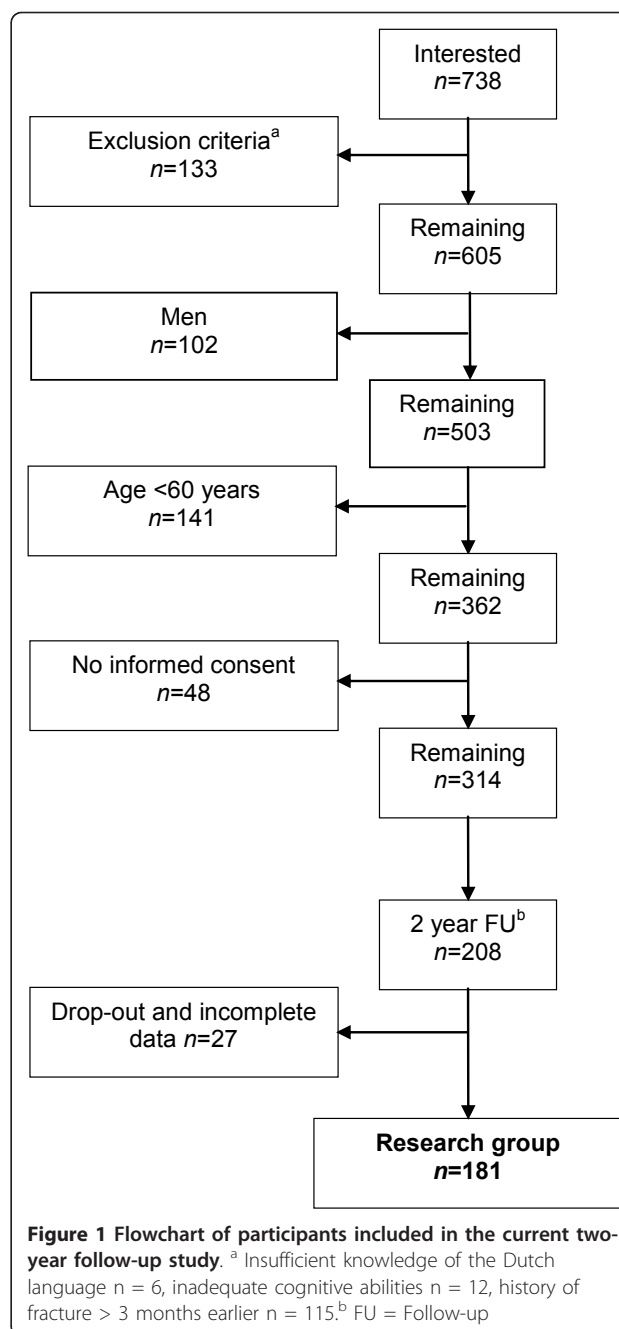 Interested
n=738
Exclusion criteriaᵃ
n=133
Remaining
n=605
Men
n=102
Remaining
n=503
Age <60 years
n=141
Remaining
n=362
No informed consent
n=48
Remaining
n=314
2 year FUᵇ
n=208
Drop-out and incomplete
data n=27
Research group
n=181
Figure 1 Flowchart of participants included in the current two-
year follow-up study. ᵃ Insufficient knowledge of the Dutch
language n = 6, inadequate cognitive abilities n = 12, history of
fracture > 3 months earlier n = 115.ᵇ FU = Follow-up